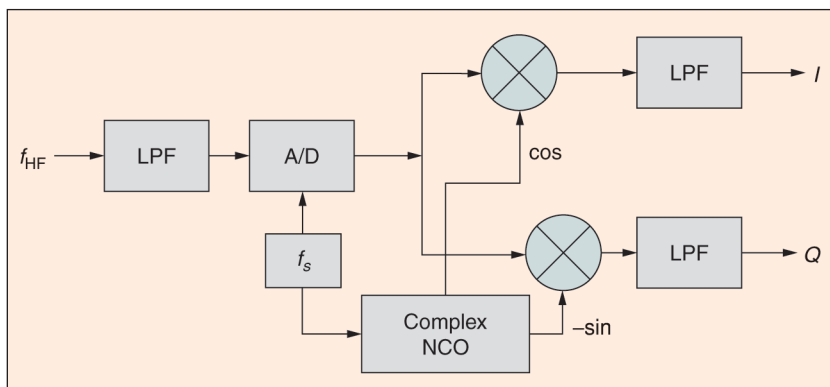 f_HF
LPF
A/D
f_s
Complex
NCO
cos
–sin
LPF
I
LPF
Q